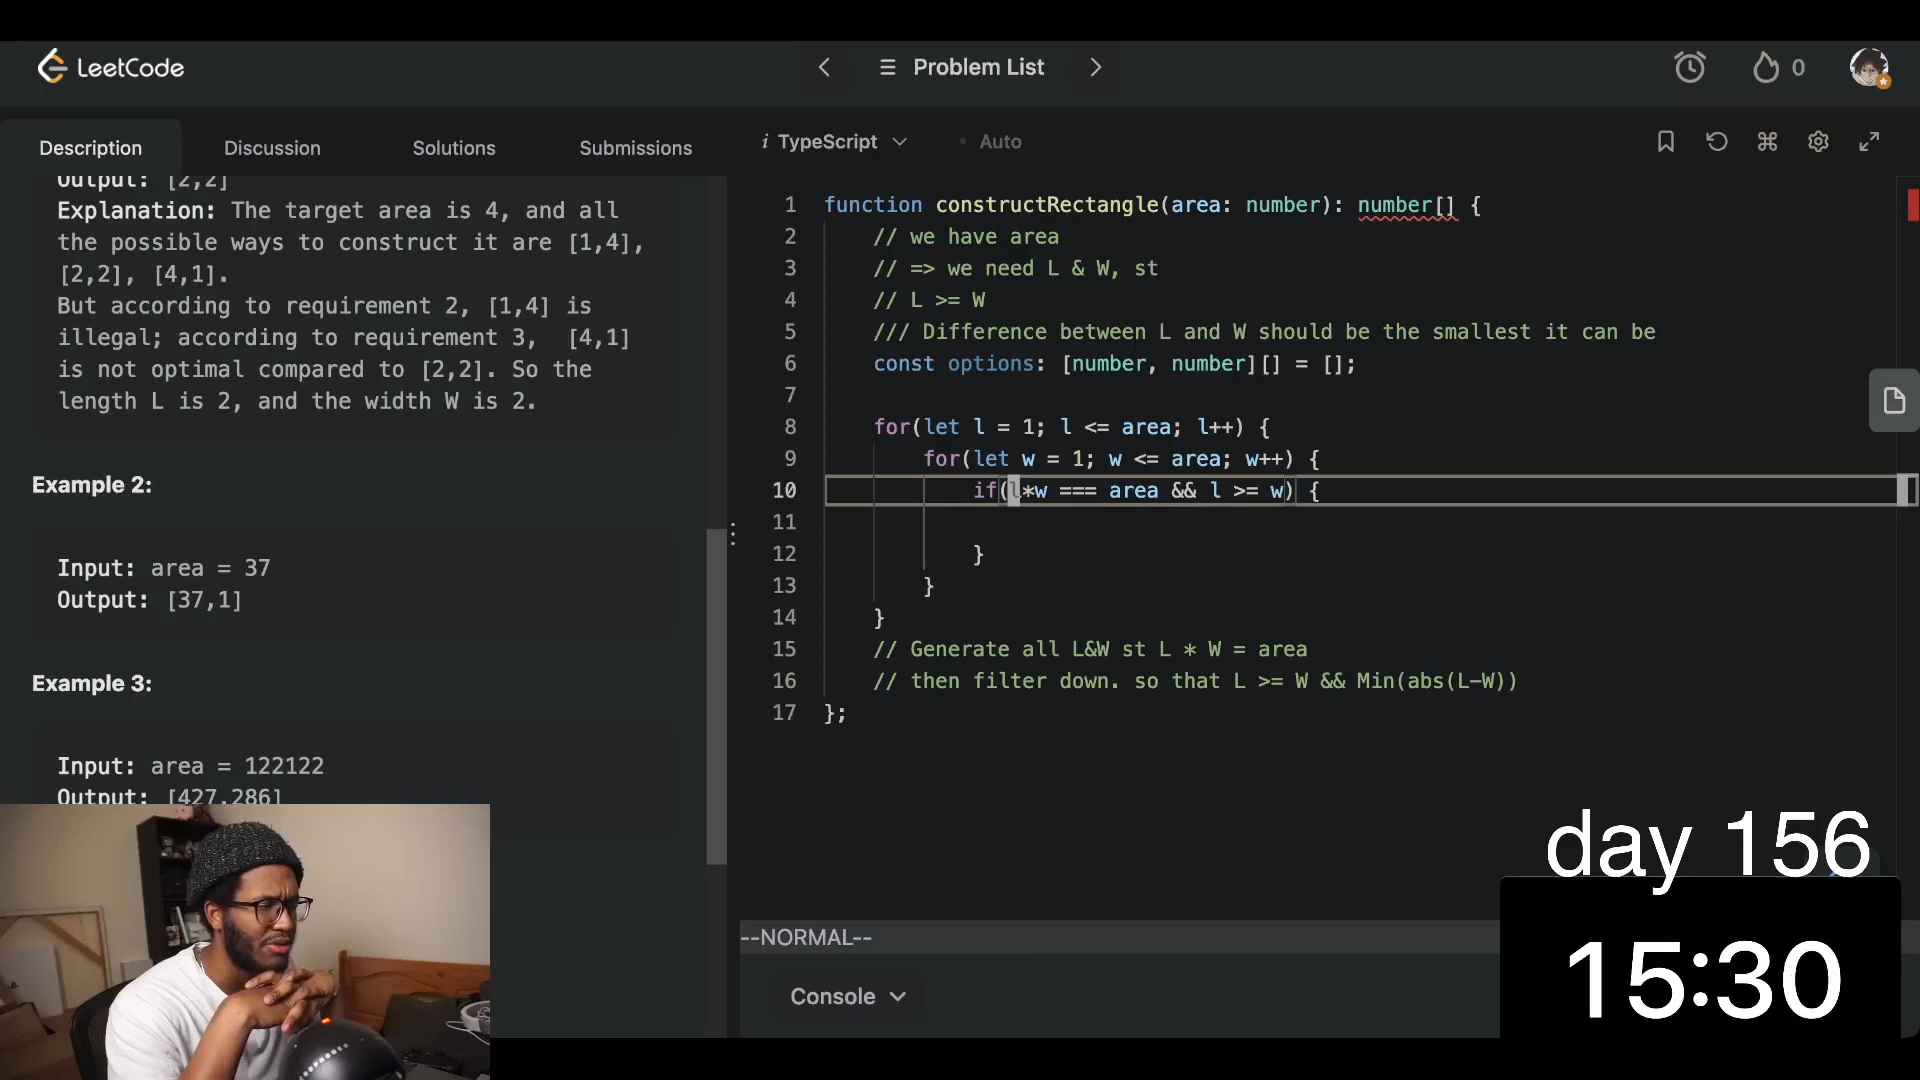 LeetCode
Problem List
0
Description
Discussion
Solutions
Submissions
i TypeScript
• Auto
Output: [2,2]
Explanation: The target area is 4, and all
the possible ways to construct it are [1,4],
[2,2], [4,1].
But according to requirement 2, [1,4] is
illegal; according to requirement 3,  [4,1]
is not optimal compared to [2,2]. So the
length L is 2, and the width W is 2.
Example 2:
Input: area = 37
Output: [37,1]
Example 3:
Input: area = 122122
Output: [427,286]
1 function constructRectangle(area: number): number[] {
2 // we have area
3 // => we need L & W, st
4 // L >= W
5 /// Difference between L and W should be the smallest it can be
6 const options: [number, number][] = [];
7
8 for(let l = 1; l <= area; l++) {
9 for(let w = 1; w <= area; w++) {
10 if(l*w === area && l >= w) {
11
12 }
13 }
14 }
15 // Generate all L&W st L * W = area
16 // then filter down. so that L >= W && Min(abs(L-W))
17 };
--NORMAL--
Console
day 156
15:30